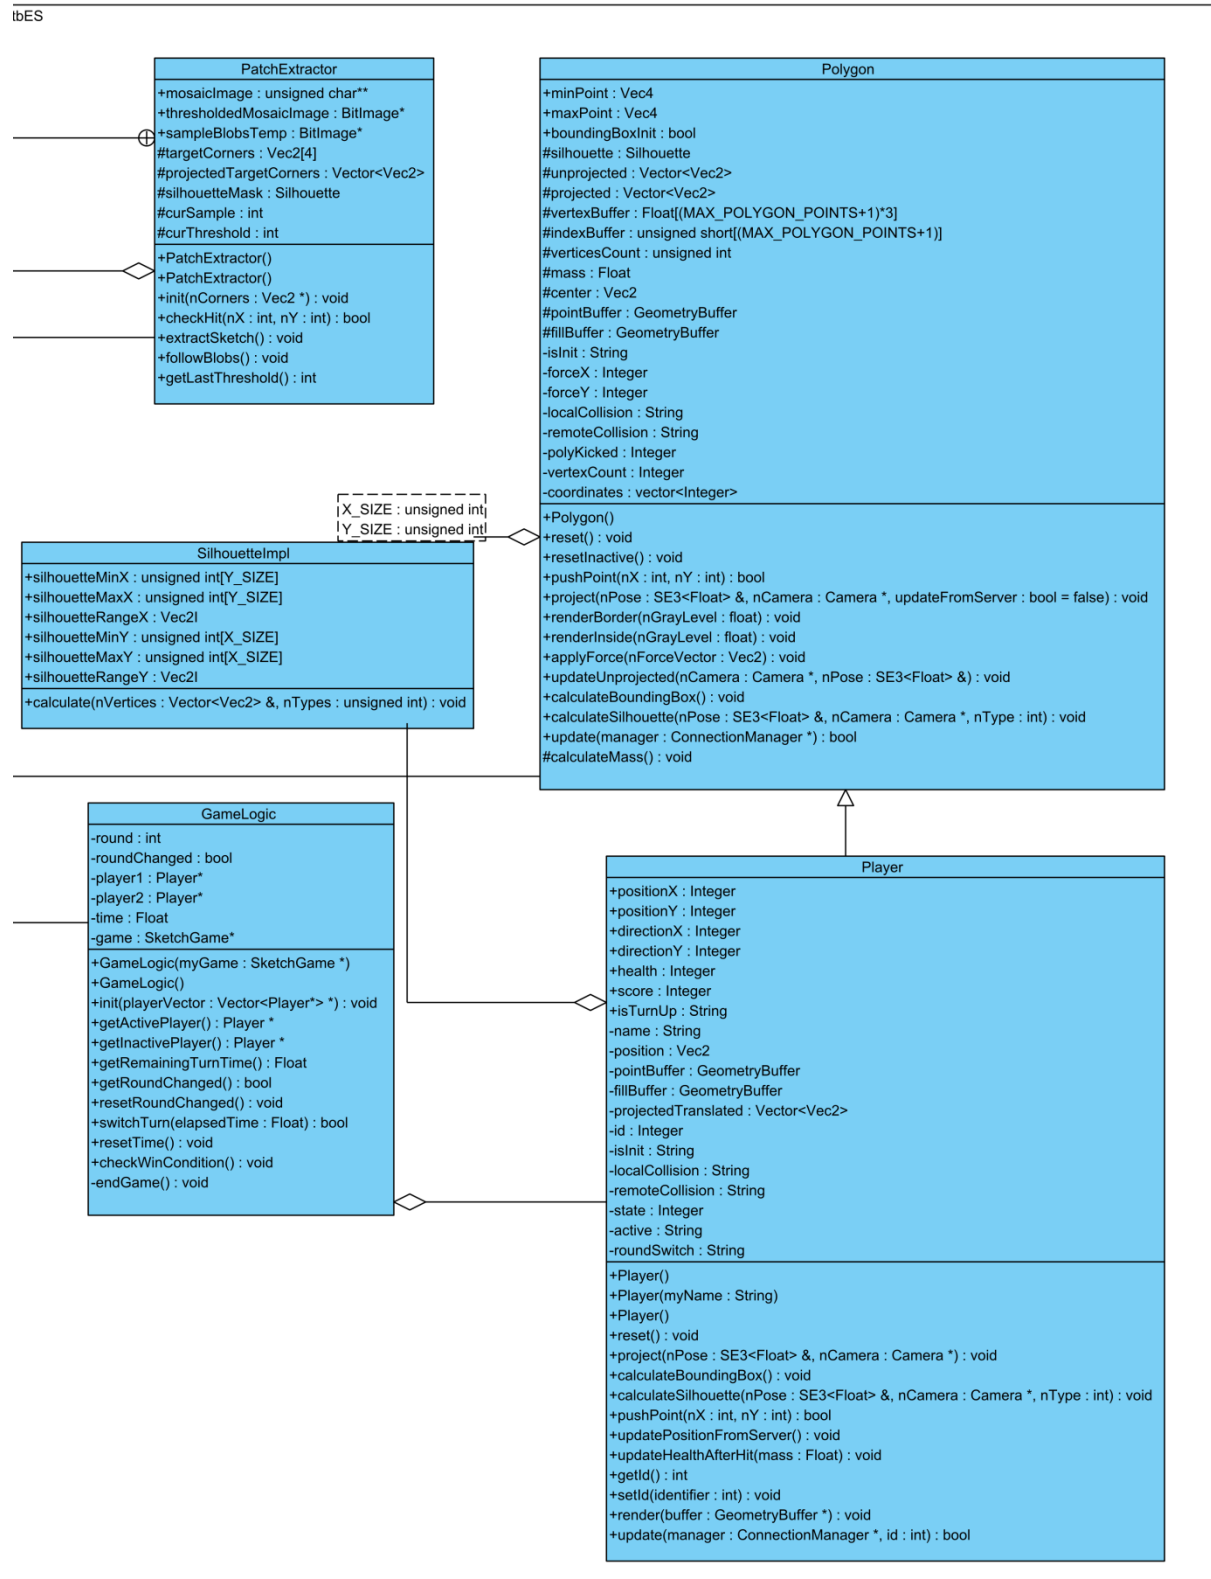 tbES
PatchExtractor
+mosaicImage : unsigned char**
+thresholdedMosaicImage : BitImage*
+sampleBlobsTemp : BitImage*
#targetCorners : Vec2[4]
#projectedTargetCorners : Vector<Vec2>
#silhouetteMask : Silhouette
#curSample : int
#curThreshold : int
+PatchExtractor()
+PatchExtractor()
+init(nCorners : Vec2 *) : void
+checkHit(nX : int, nY : int) : bool
+extractSketch() : void
+followBlobs() : void
+getLastThreshold() : int
Polygon
+minPoint : Vec4
+maxPoint : Vec4
+boundingBoxInit : bool
#silhouette : Silhouette
#unprojected : Vector<Vec2>
#projected : Vector<Vec2>
#vertexBuffer : Float[(MAX_POLYGON_POINTS+1)*3]
#indexBuffer : unsigned short[(MAX_POLYGON_POINTS+1)]
#verticesCount : unsigned int
#mass : Float
#center : Vec2
#pointBuffer : GeometryBuffer
#fillBuffer : GeometryBuffer
-isInit : String
-forceX : Integer
-forceY : Integer
-localCollision : String
-remoteCollision : String
-polyKicked : Integer
-vertexCount : Integer
-coordinates : vector<Integer>
+Polygon()
+reset() : void
+resetInactive() : void
+pushPoint(nX : int, nY : int) : bool
+project(nPose : SE3<Float> &, nCamera : Camera *, updateFromServer : bool = false) : void
+renderBorder(nGrayLevel : float) : void
+renderInside(nGrayLevel : float) : void
+applyForce(nForceVector : Vec2) : void
+updateUnprojected(nCamera : Camera *, nPose : SE3<Float> &) : void
+calculateBoundingBox() : void
+calculateSilhouette(nPose : SE3<Float> &, nCamera : Camera *, nType : int) : void
+update(manager : ConnectionManager *) : bool
#calculateMass() : void
X_SIZE : unsigned int
Y_SIZE : unsigned int
SilhouetteImpl
+silhouetteMinX : unsigned int[Y_SIZE]
+silhouetteMaxX : unsigned int[Y_SIZE]
+silhouetteRangeX : Vec2I
+silhouetteMinY : unsigned int[X_SIZE]
+silhouetteMaxY : unsigned int[X_SIZE]
+silhouetteRangeY : Vec2I
+calculate(nVertices : Vector<Vec2> &, nTypes : unsigned int) : void
GameLogic
-round : int
-roundChanged : bool
-player1 : Player*
-player2 : Player*
-time : Float
-game : SketchGame*
+GameLogic(myGame : SketchGame *)
+GameLogic()
+init(playerVector : Vector<Player*> *) : void
+getActivePlayer() : Player *
+getInactivePlayer() : Player *
+getRemainingTurnTime() : Float
+getRoundChanged() : bool
+resetRoundChanged() : void
+switchTurn(elapsedTime : Float) : bool
+resetTime() : void
+checkWinCondition() : void
-endGame() : void
Player
+positionX : Integer
+positionY : Integer
+directionX : Integer
+directionY : Integer
+health : Integer
+score : Integer
+isTurnUp : String
-name : String
-position : Vec2
-pointBuffer : GeometryBuffer
-fillBuffer : GeometryBuffer
-projectedTranslated : Vector<Vec2>
-id : Integer
-isInit : String
-localCollision : String
-remoteCollision : String
-state : Integer
-active : String
-roundSwitch : String
+Player()
+Player(myName : String)
+Player()
+reset() : void
+project(nPose : SE3<Float> &, nCamera : Camera *) : void
+calculateBoundingBox() : void
+calculateSilhouette(nPose : SE3<Float> &, nCamera : Camera *, nType : int) : void
+pushPoint(nX : int, nY : int) : bool
+updatePositionFromServer() : void
+updateHealthAfterHit(mass : Float) : void
+getId() : int
+setId(identifier : int) : void
+render(buffer : GeometryBuffer *) : void
+update(manager : ConnectionManager *, id : int) : bool